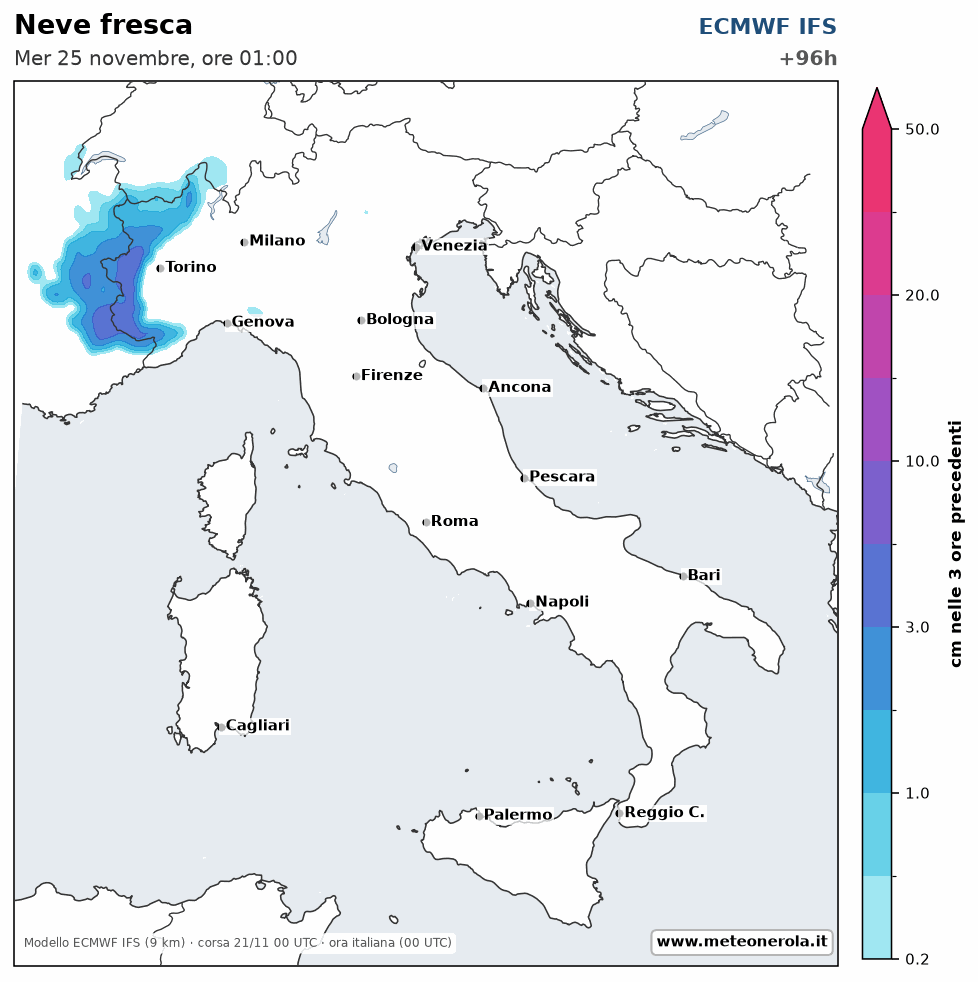 Neve fresca
ECMWF IFS
Mer 25 novembre, ore 01:00
+96h
50.0
20.0
10.0
3.0
1.0
0.2
cm nelle 3 ore precedenti
Milano
Venezia
Torino
Genova
Bologna
Firenze
Ancona
Pescara
Roma
Bari
Napoli
Cagliari
Palermo
Reggio C.
Modello ECMWF IFS (9 km) · corsa 21/11 00 UTC · ora italiana (00 UTC)
www.meteonerola.it